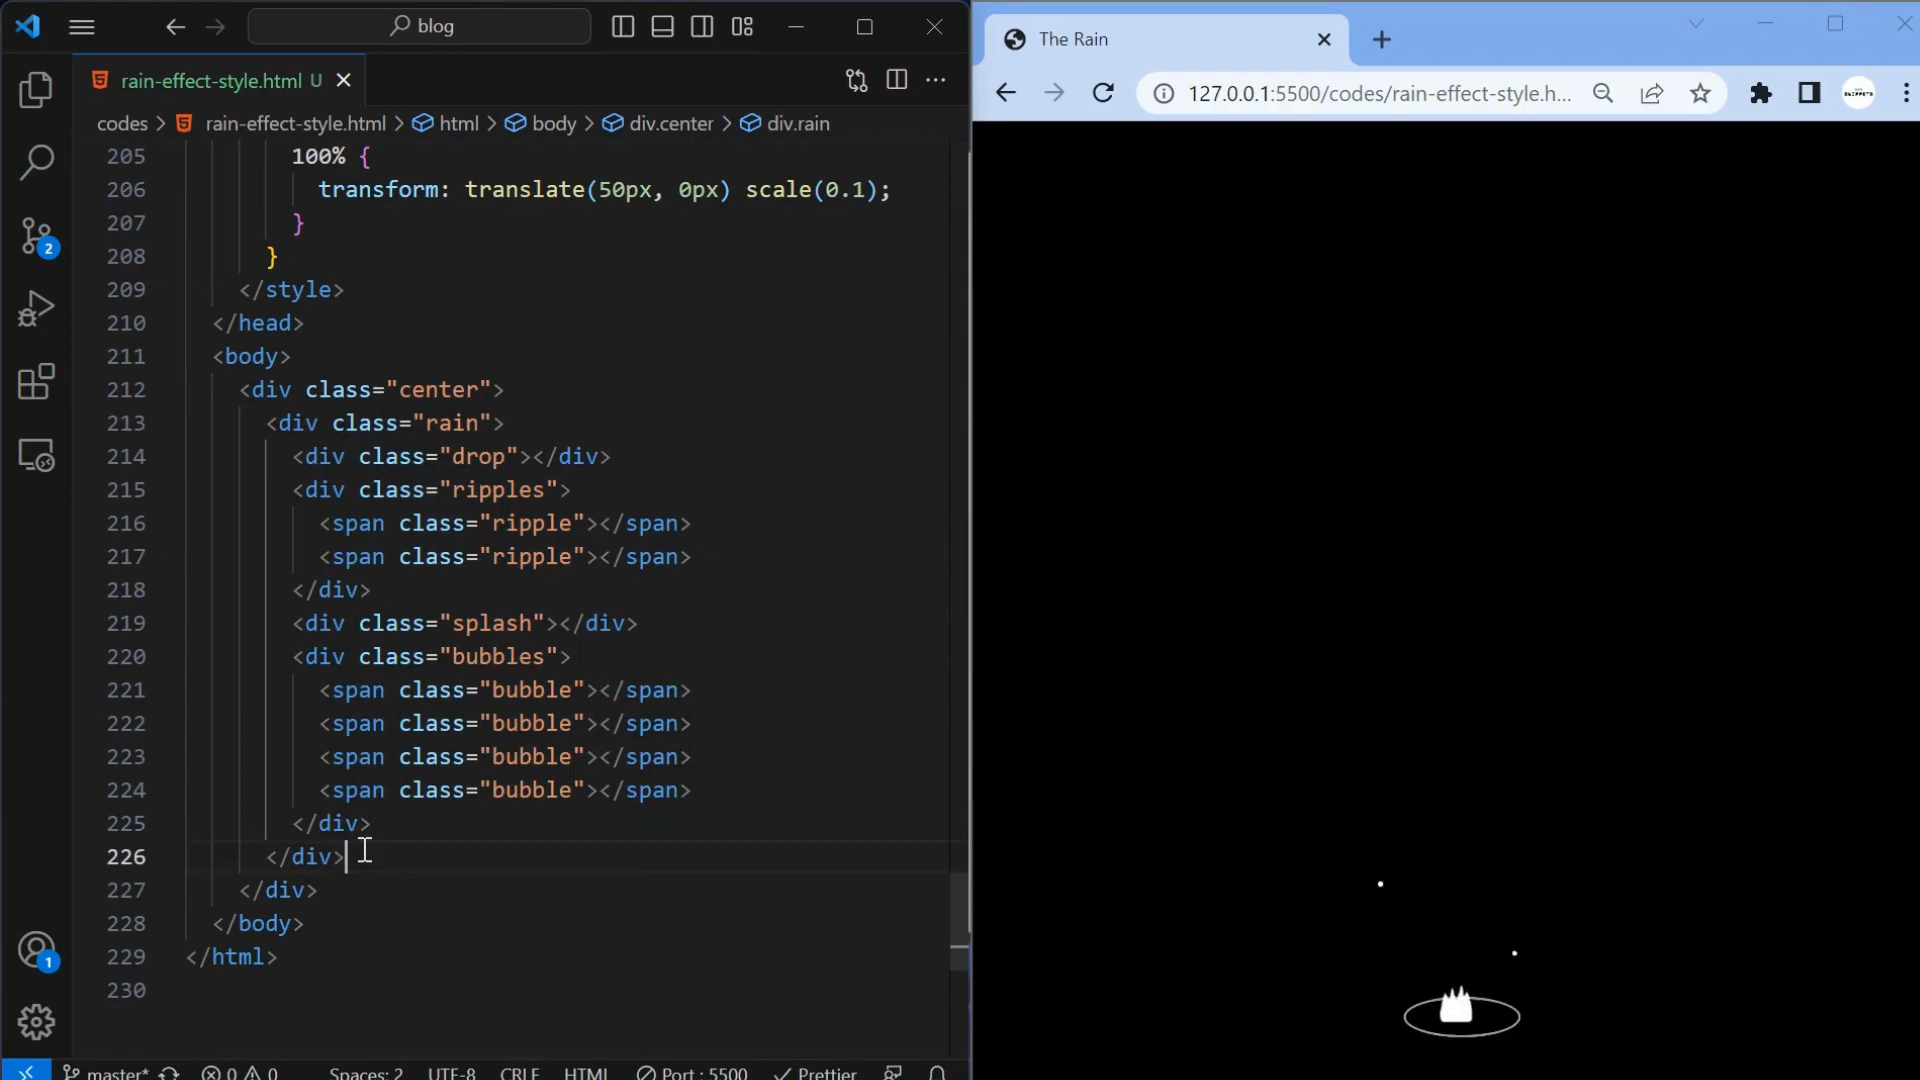 blog
rain-effect-style.html U
codes > rain-effect-style.html > html > body > div.center > div.rain
205 100% {
206 transform: translate(50px, 0px) scale(0.1);
207 }
208 }
209 </style>
210 </head>
211 <body>
212 <div class="center">
213 <div class="rain">
214 <div class="drop"></div>
215 <div class="ripples">
216 <span class="ripple"></span>
217 <span class="ripple"></span>
218 </div>
219 <div class="splash"></div>
220 <div class="bubbles">
221 <span class="bubble"></span>
222 <span class="bubble"></span>
223 <span class="bubble"></span>
224 <span class="bubble"></span>
225 </div>
226 </div>
227 </div>
228 </body>
229 </html>
230
2
1
master* 0 0 Spaces: 2 UTF-8 CRLF HTML Port : 5500 Prettier
The Rain
127.0.0.1:5500/codes/rain-effect-style.h...